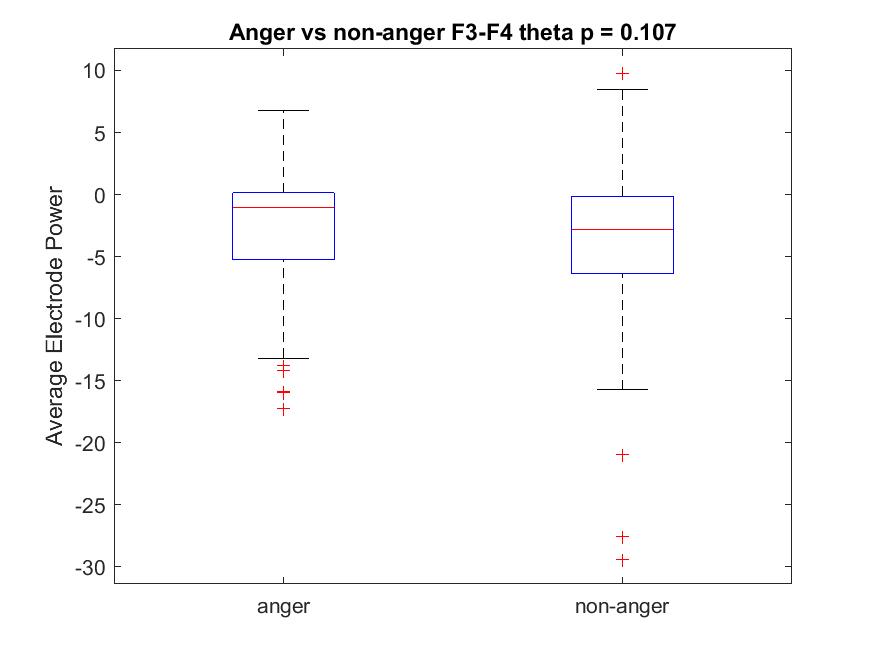 Anger vs non-anger F3-F4 theta p = 0.107
Average Electrode Power
10
5
0
-5
-10
-15
-20
-25
-30
anger
non-anger